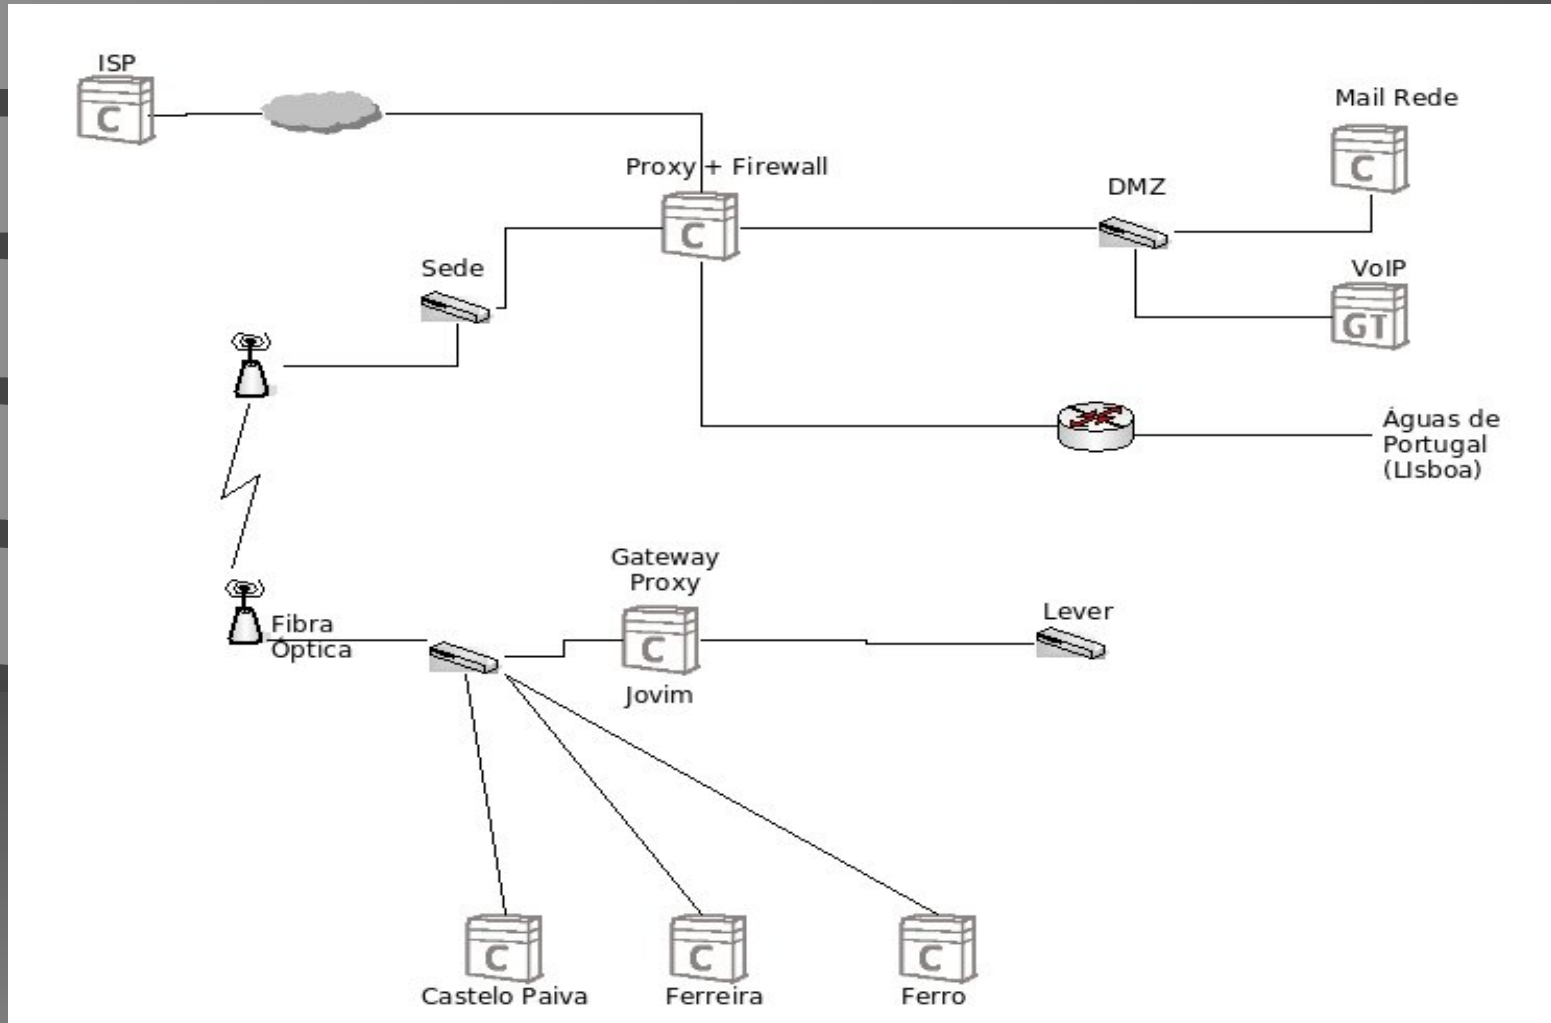 ISP
C
Mail Rede
C
Proxy + Firewall
C
DMZ
Sede
VoIP
GT
Águas de
Portugal
(LIsboa)
Gateway
Proxy
C
Jovim
Lever
Fibra
Óptica
C
Castelo Paiva
C
Ferreira
C
Ferro